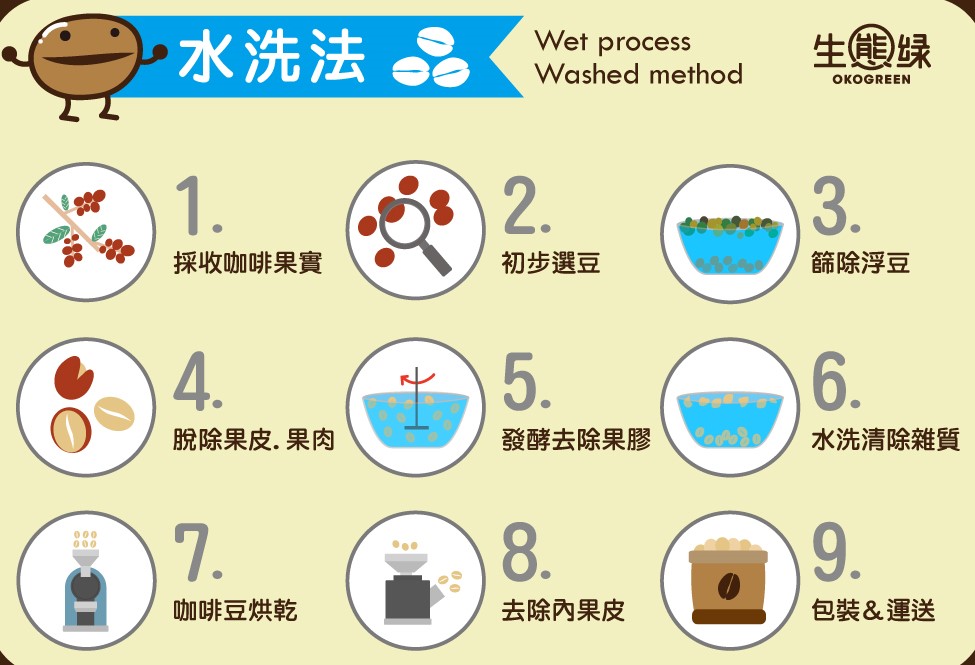 水洗法
Wet process
Washed method
生態绿
OKOGREEN
1.
採收咖啡果實
2.
初步選豆
3.
篩除浮豆
4.
脫除果皮.果肉
5.
發酵去除果膠
6.
水洗清除雜質
7.
咖啡豆烘乾
8.
去除內果皮
9.
包裝&運送